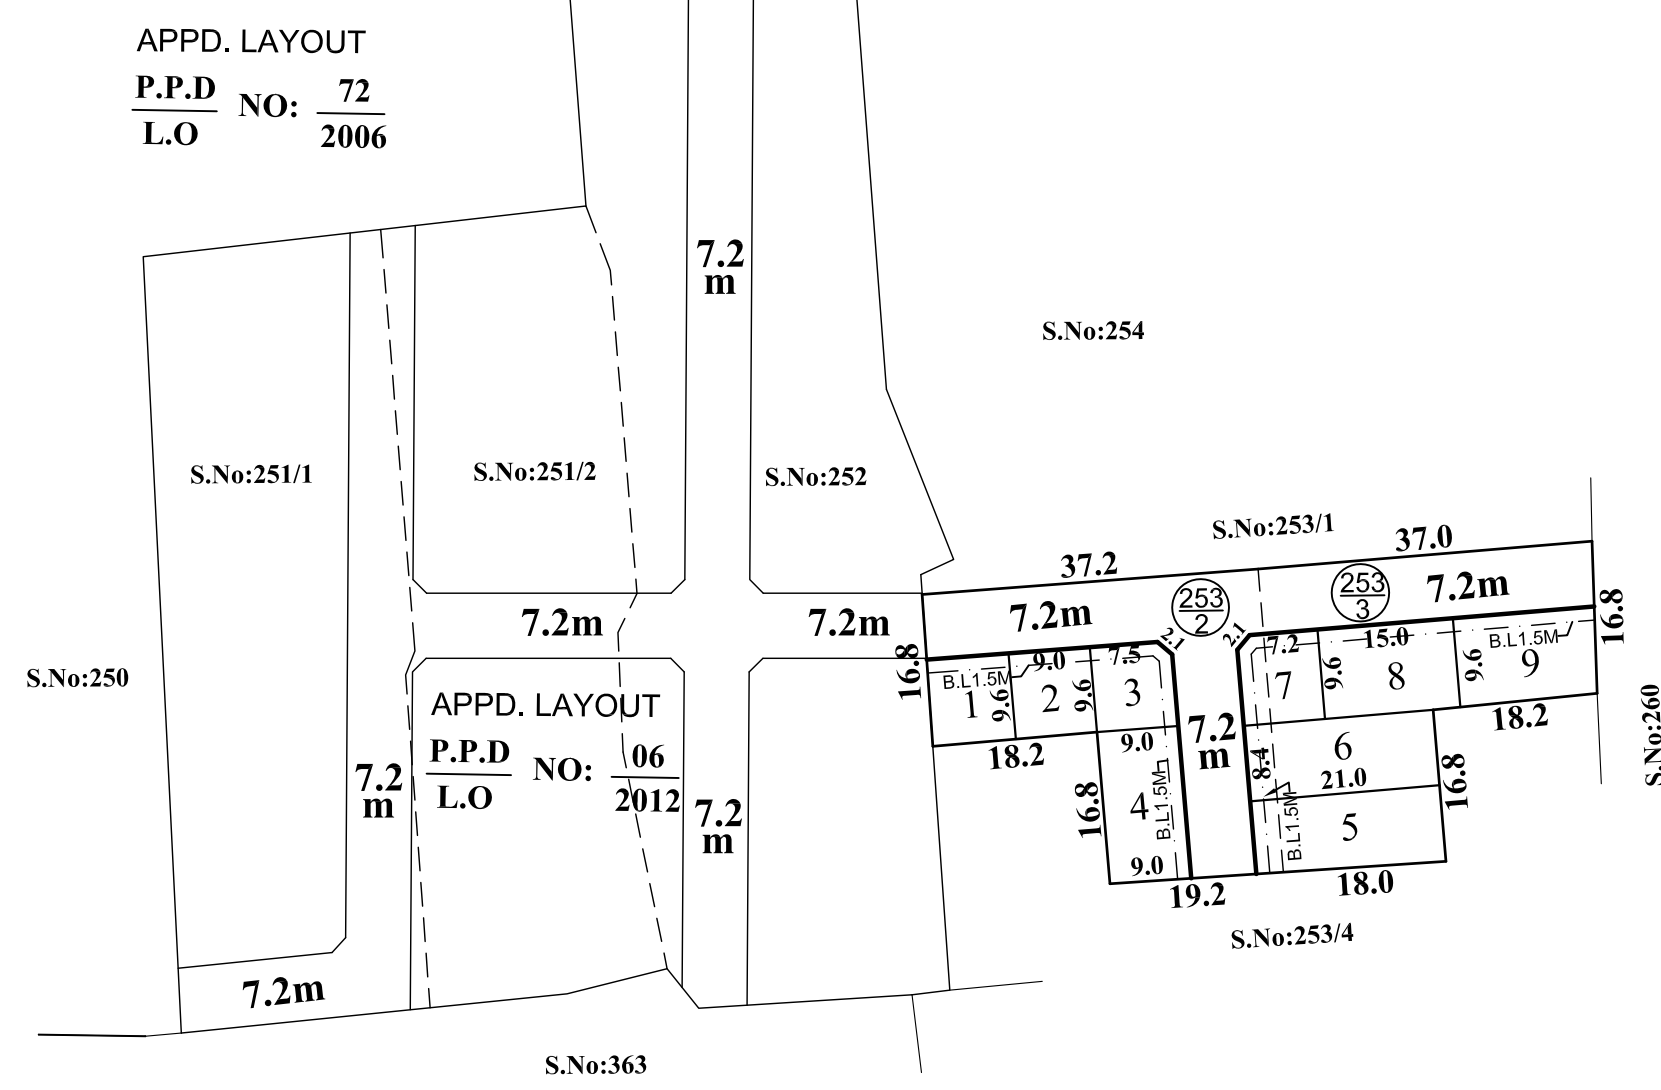 APPD. LAYOUT
P.P.D
L.O
NO:
72
2006
7.2
m
S.No:254
S.No:251/1
S.No:251/2
S.No:252
S.No:253/1
37.2
37.0
253
2
253
3
7.2m
7.2m
7.2m
7.2m
16.8
16.8
2.1
2.1
S.No:250
B.L1.5M
9.0
7.5
7.2
15.0
B.L1.5M
1
9.6
2
9.6
3
7
9.6
8
9.6
9
S.No:260
APPD. LAYOUT
P.P.D
L.O
NO:
06
2012
7.2
m
7.2
m
18.2
9.0
7.2
m
18.2
6
8.4
21.0
16.8
16.8
4
B.L1.5M
B.L1.5M
5
9.0
19.2
18.0
S.No:253/4
7.2m
S.No:363